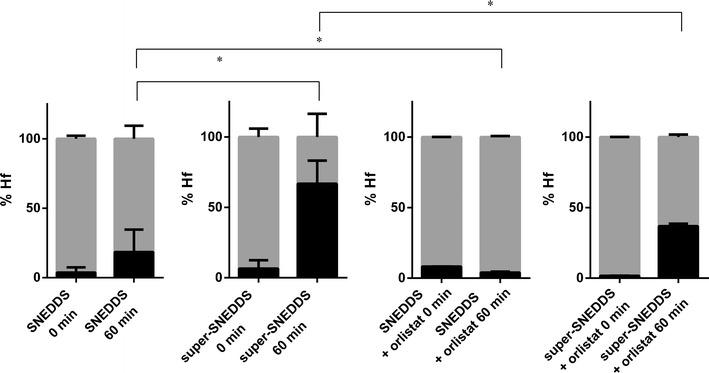 *
*
*
% Hf
100
50
0
SNEDDS
0 min
SNEDDS
60 min
% Hf
100
50
0
super-SNEDDS
0 min
super-SNEDDS
60 min
% Hf
100
50
0
SNEDDS
+ orlistat 0 min
SNEDDS
+ orlistat 60 min
% Hf
100
50
0
super-SNEDDS
+ orlistat 0 min
super-SNEDDS
+ orlistat 60 min